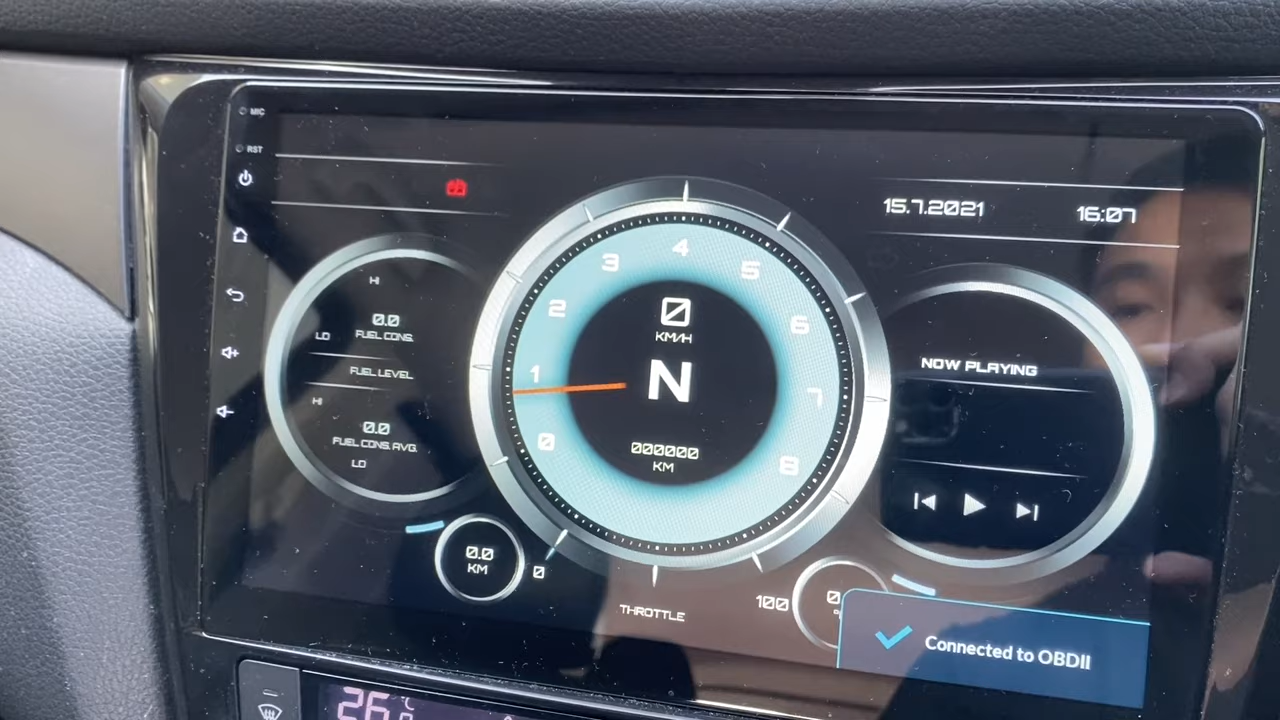 MIC
RST
15.7.2021
16:07
HI
0.0
LO
FUEL CONS.
FUEL LEVEL
HI
0.0
FUEL CONS. AVG.
LO
0
1
2
3
4
5
6
7
8
0
KM/H
N
000000
KM
NOW PLAYING
0.0
KM
0
THROTTLE
100
Connected to OBDII
26
°C